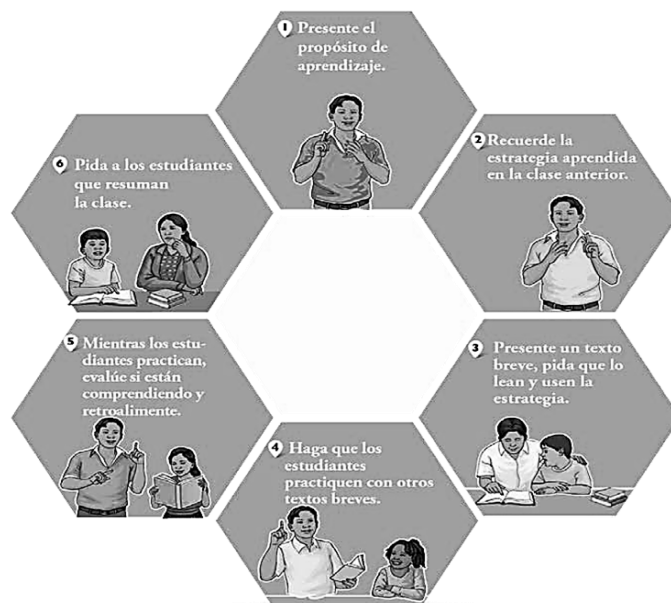 1 Presente el
propósito de
aprendizaje.
2 Recuerde la
estrategia aprendida
en la clase anterior.
3 Presente un texto
breve, pida que lo
lean y usen la
estrategia.
4 Haga que los
estudiantes
practiquen con otros
textos breves.
5 Mientras los estu-
diantes practican,
evalúe si están
comprendiendo y
retroalimente.
6 Pida a los estudiantes
que resuman
la clase.